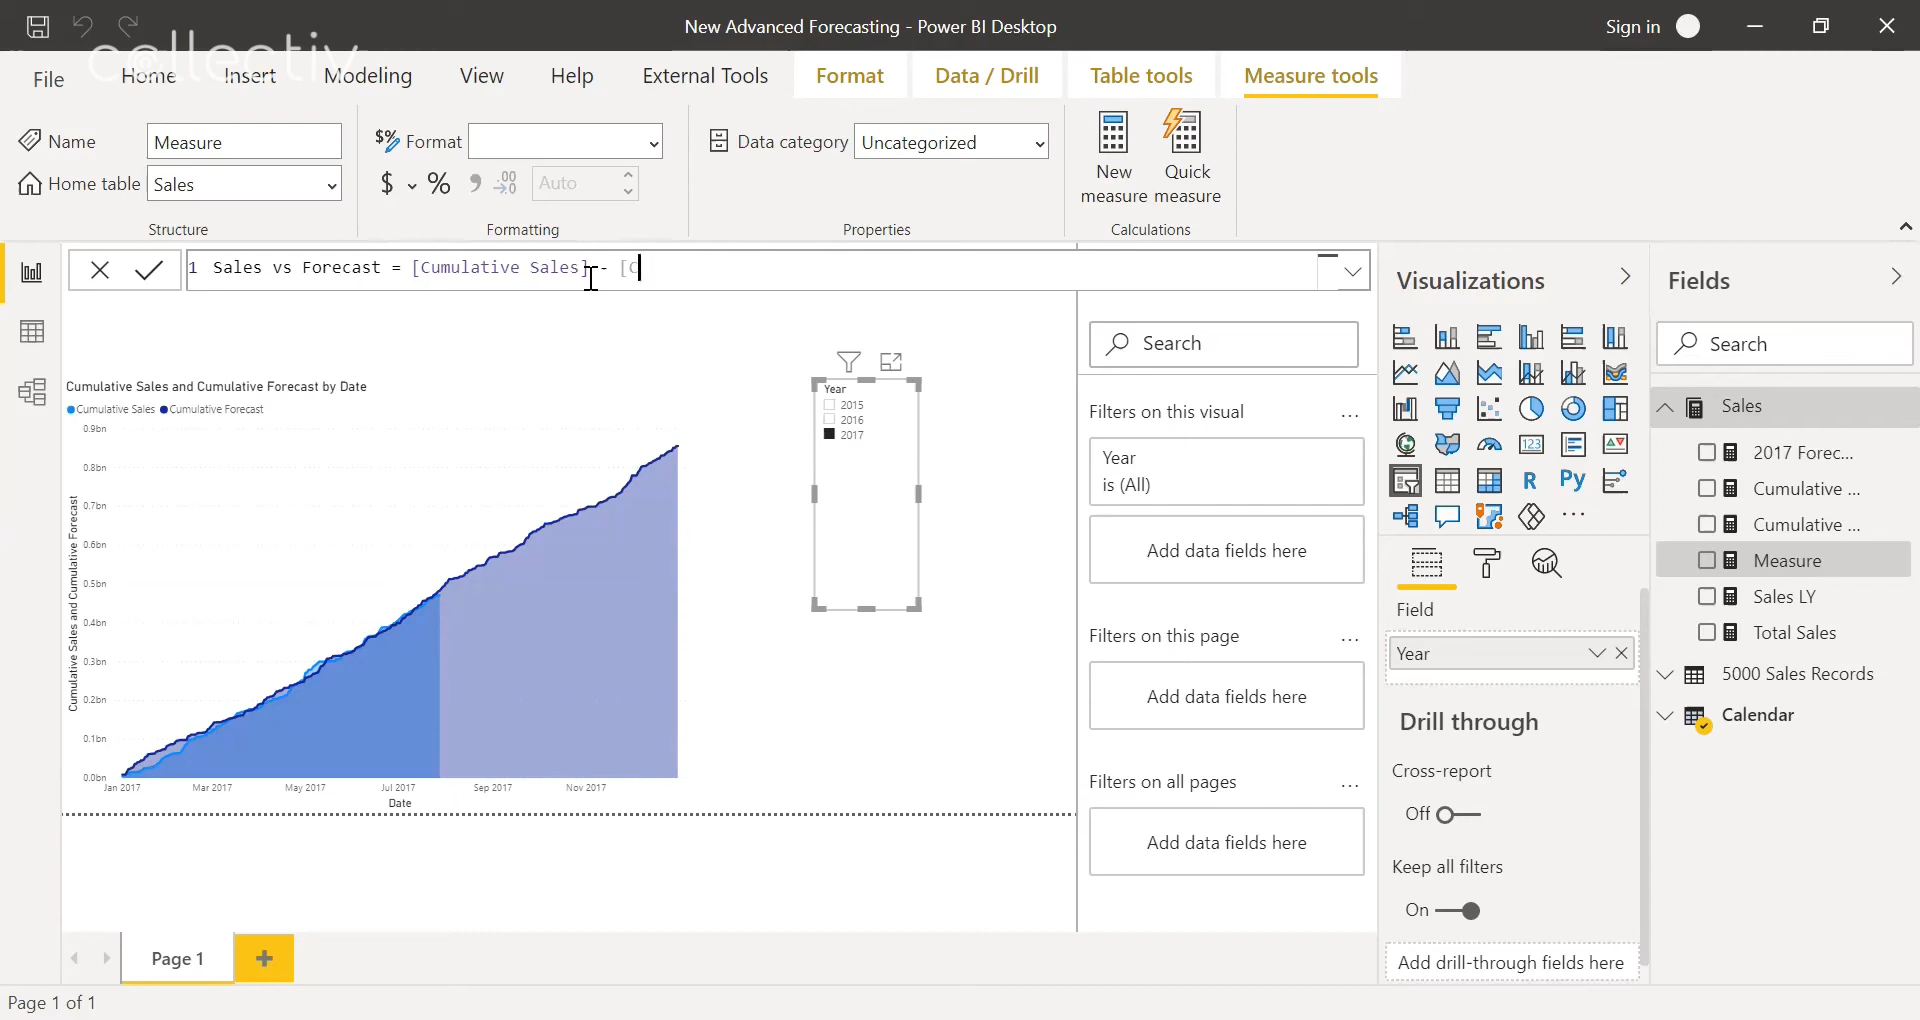 New Advanced Forecasting - Power BI Desktop
Sign in
collectiv
File
Home
Insert
Modeling
View
Help
External Tools
Format
Data / Drill
Table tools
Measure tools
Name
Measure
Home table
Sales
Structure
$% Format
$ % 9 .00 →0
Auto
Formatting
Data category
Uncategorized
Properties
New measure
Quick measure
Calculations
1 Sales vs Forecast = [Cumulative Sales] - [C
Cumulative Sales and Cumulative Forecast by Date
Cumulative Sales Cumulative Forecast
Cumulative Sales and Cumulative Forecast
0.9bn
0.8bn
0.7bn
0.6bn
0.5bn
0.4bn
0.3bn
0.2bn
0.1bn
0.0bn
Jan 2017 Mar 2017 May 2017 Jul 2017 Sep 2017 Nov 2017
Date
Year
2015
2016
2017
Search
Filters on this visual ...
Year
is (All)
Add data fields here
Filters on this page ...
Add data fields here
Filters on all pages ...
Add data fields here
Visualizations
123
R
Py
...
Field
Year
Drill through
Cross-report
Off
Keep all filters
On
Add drill-through fields here
Fields
Search
Sales
2017 Forec...
Cumulative ...
Cumulative ...
Measure
Sales LY
Total Sales
5000 Sales Records
Calendar
Page 1
+
Page 1 of 1